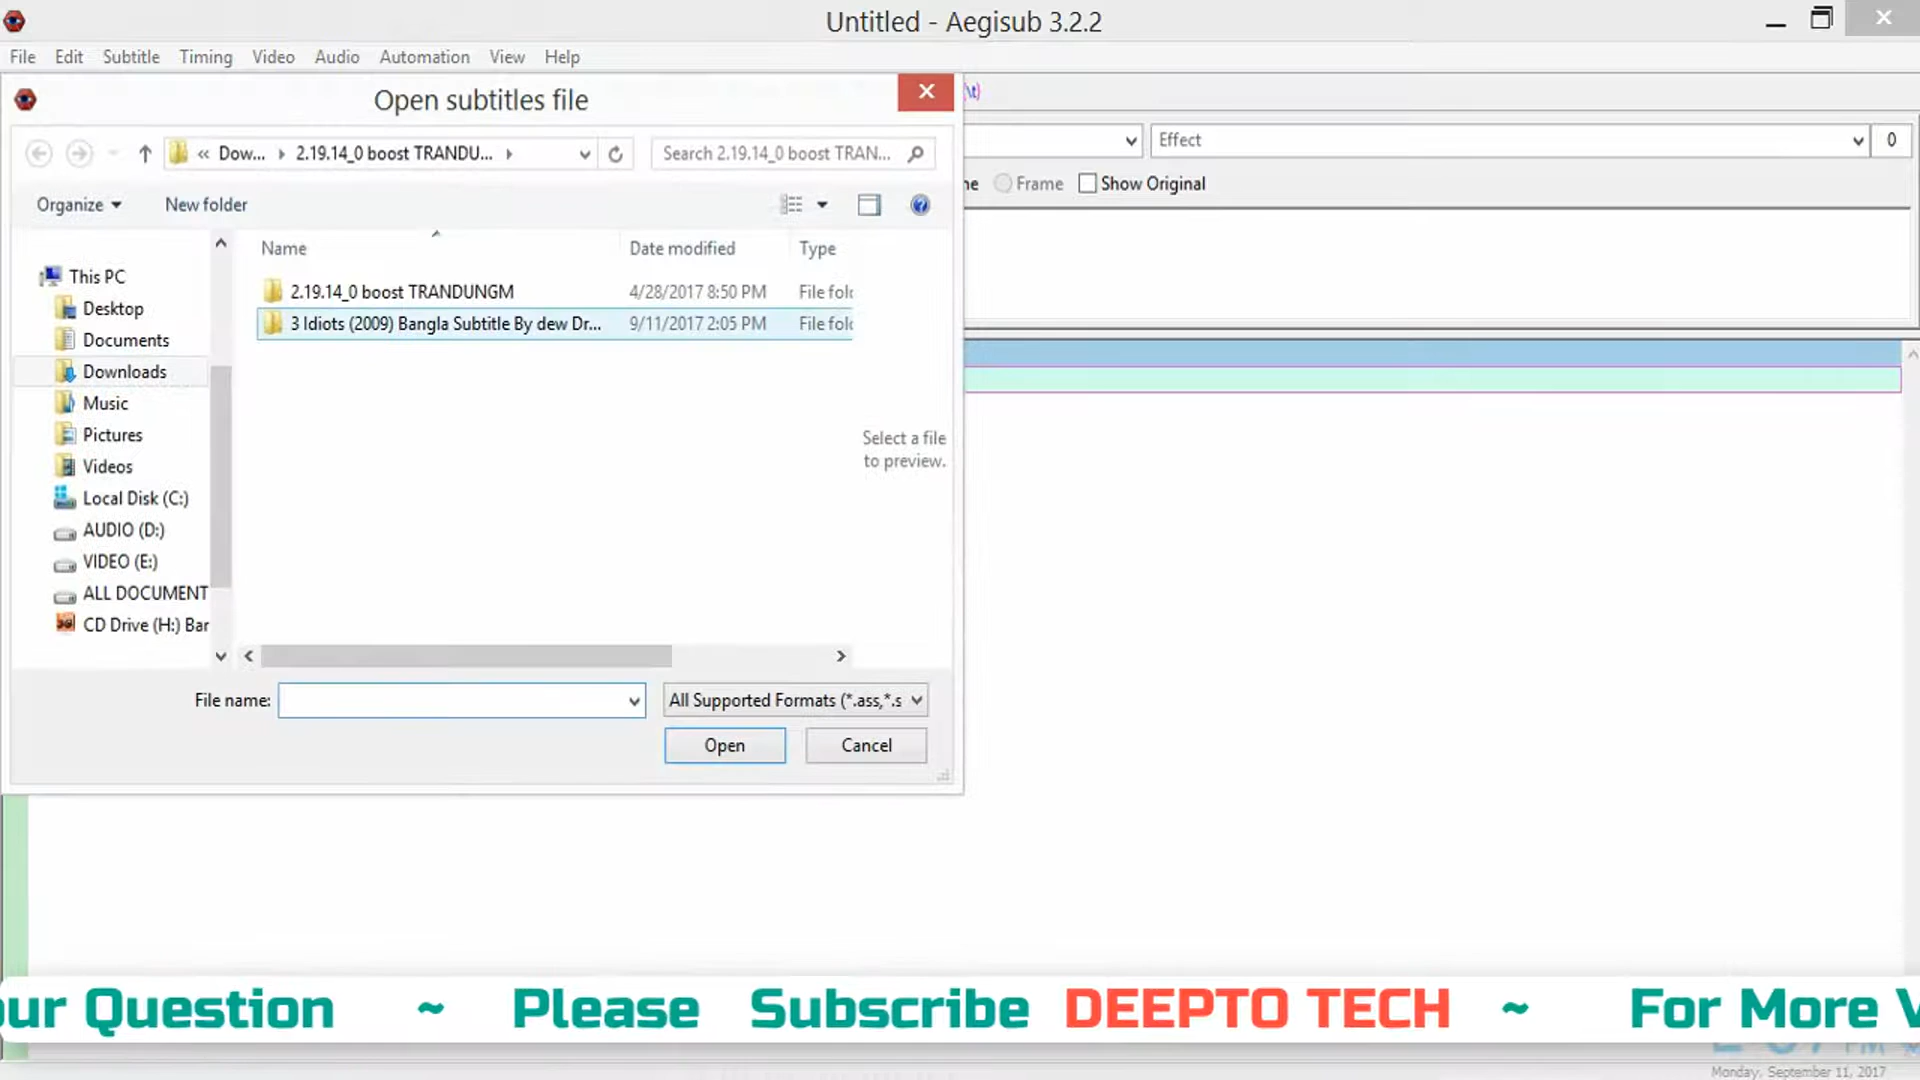 Untitled - Aegisub 3.2.2
File Edit Subtitle Timing Video Audio Automation View Help
Open subtitles file
\t)
« Dow... 2.19.14_0 boost TRANDU...
Search 2.19.14_0 boost TRAN...
Effect
0
Organize
New folder
Frame
Show Original
Name
Date modified
Type
This PC
Desktop
Documents
Downloads
Music
Pictures
Videos
Local Disk (C:)
AUDIO (D:)
VIDEO (E:)
ALL DOCUMENT
CD Drive (H:) Bar
2.19.14_0 boost TRANDUNGM 4/28/2017 8:50 PM File fol
3 Idiots (2009) Bangla Subtitle By dew Dr... 9/11/2017 2:05 PM File fol
Select a file
to preview.
File name:
All Supported Formats (*.ass,*.s
Open
Cancel
our Question ~ Please Subscribe DEEPTO TECH ~ For More V
Monday, September 11, 2017